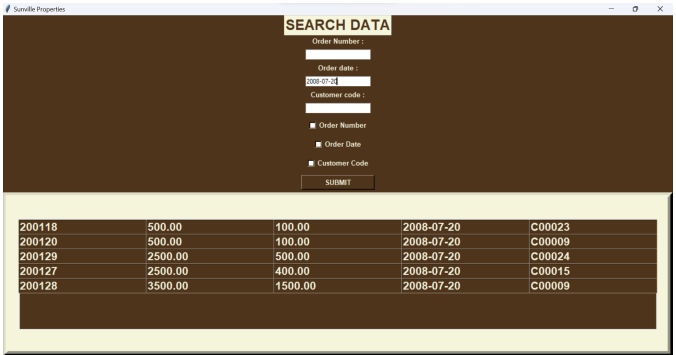 Sunville Properties
SEARCH DATA
Order Number :
Order date :
2008-07-20
Customer code :
Order Number
Order Date
Customer Code
SUBMIT
200118 500.00 100.00 2008-07-20 C00023
200120 500.00 100.00 2008-07-20 C00009
200129 2500.00 500.00 2008-07-20 C00024
200127 2500.00 400.00 2008-07-20 C00015
200128 3500.00 1500.00 2008-07-20 C00009